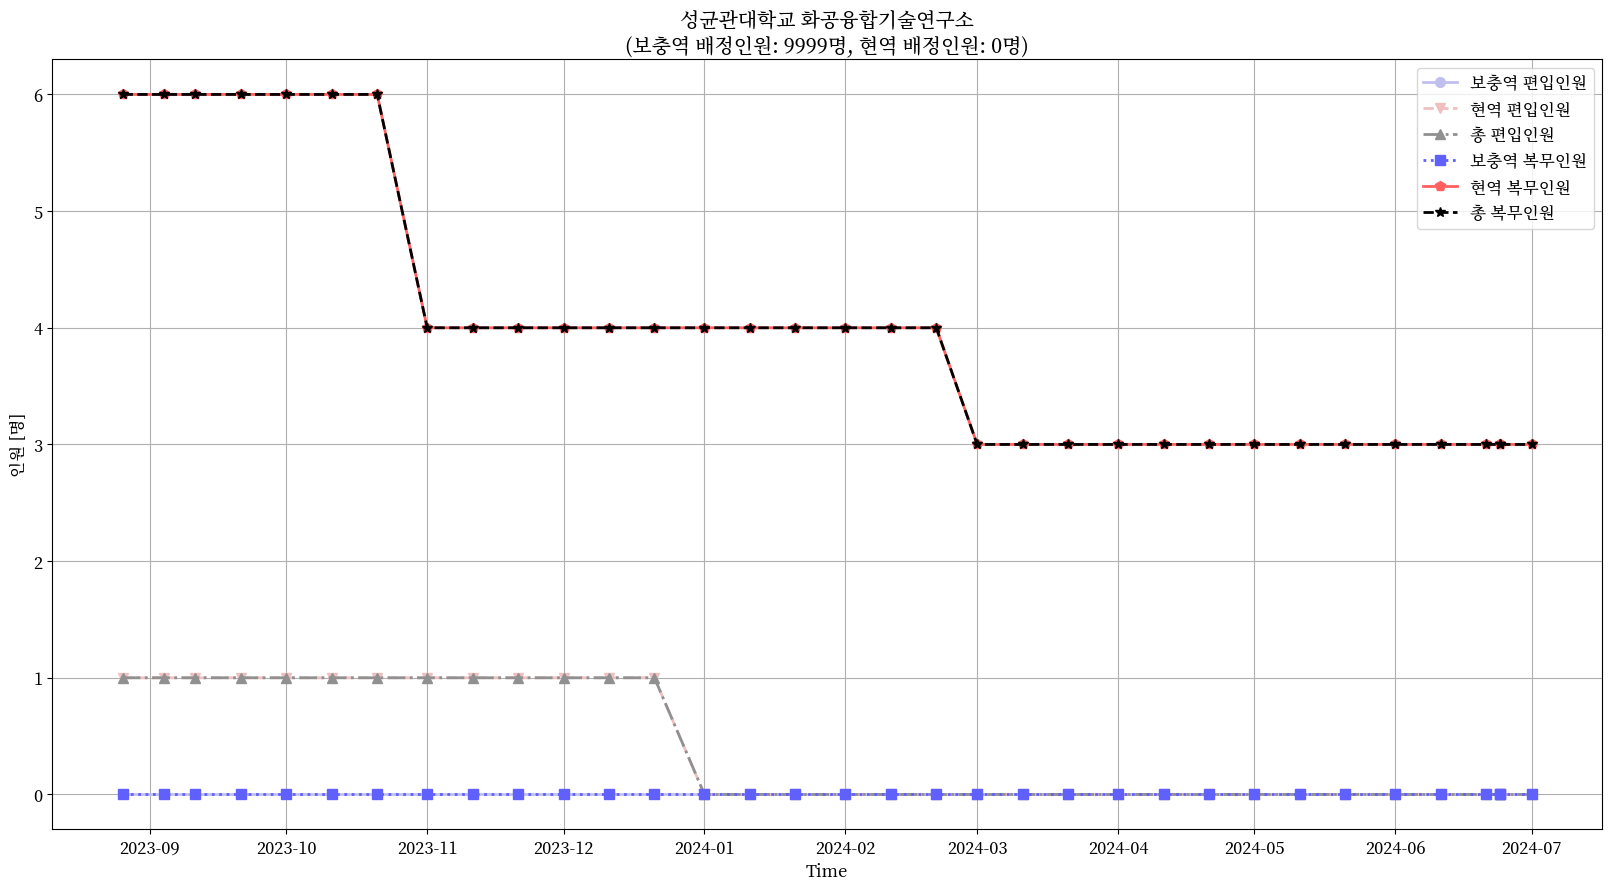 성균관대학교 화공융합기술연구소
(보충역 배정인원: 9999명, 현역 배정인원: 0명)
보충역 편입인원
현역 편입인원
총 편입인원
보충역 복무인원
현역 복무인원
총 복무인원
인원 [명]
6
5
4
3
2
1
0
2023-09 2023-10 2023-11 2023-12 2024-01 2024-02 2024-03 2024-04 2024-05 2024-06 2024-07
Time